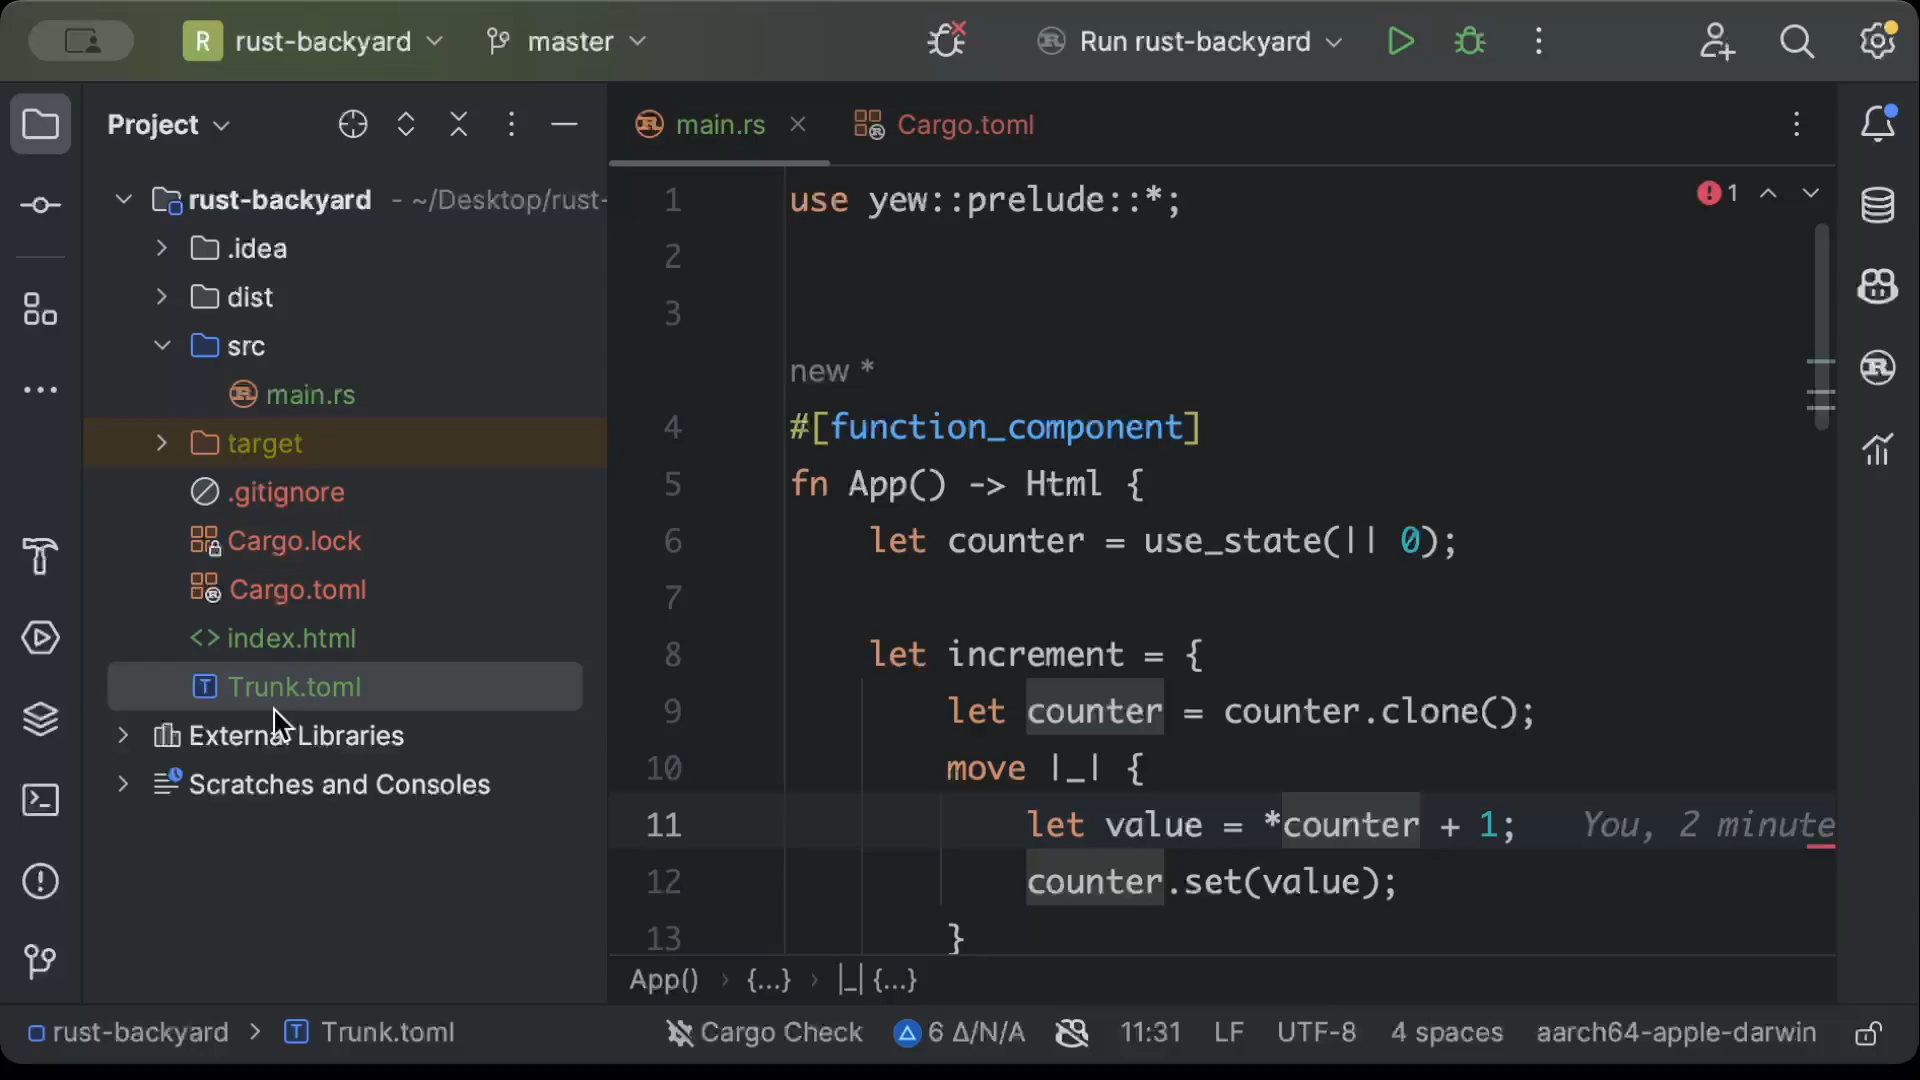 R rust-backyard master Run rust-backyard
Project
main.rs Cargo.toml
rust-backyard - ~/Desktop/rust-
.idea
dist
src
main.rs
target
.gitignore
Cargo.lock
Cargo.toml
<> index.html
T Trunk.toml
External Libraries
Scratches and Consoles
1 use yew::prelude::*;
1
2
3
new *
4 #[function_component]
5 fn App() -> Html {
6 let counter = use_state(|| 0);
7
8 let increment = {
9 let counter = counter.clone();
10 move |_| {
11 let value = *counter + 1; You, 2 minute
12 counter.set(value);
13 }
App() › {...} › |_| {...}
rust-backyard > T Trunk.toml Cargo Check 6 Δ/N/A 11:31 LF UTF-8 4 spaces aarch64-apple-darwin